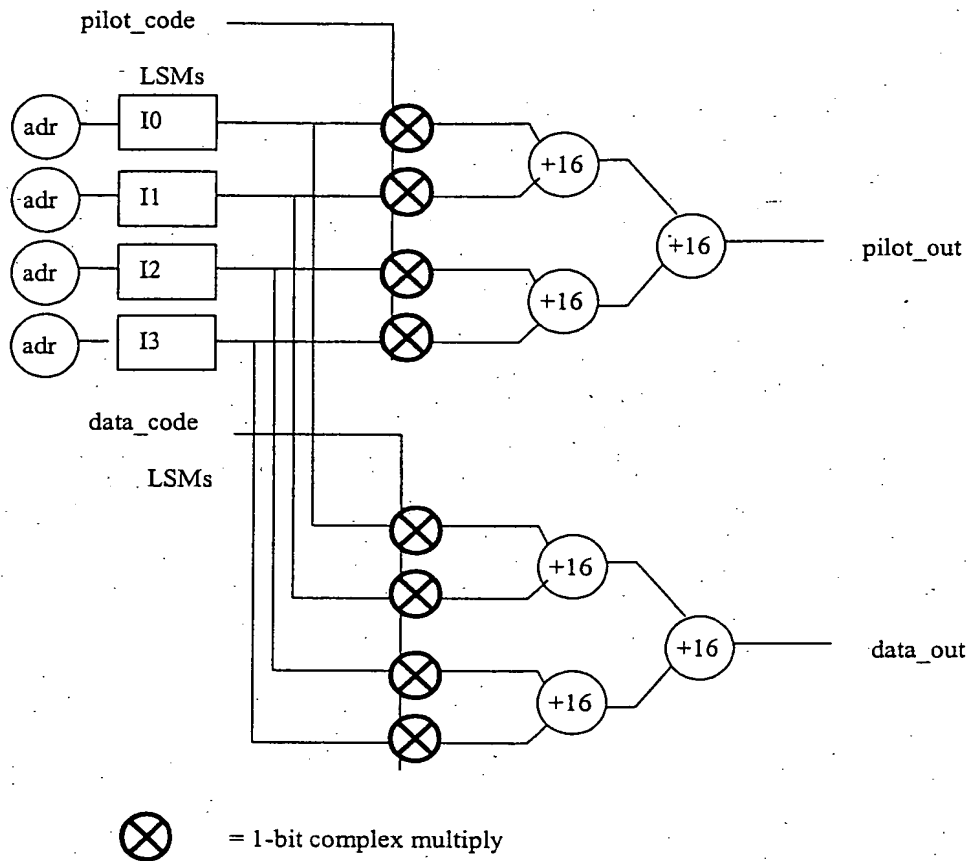 pilot_code
LSMs
adr I0
+16
adr I1
+16 pilot_out
adr I2
+16
adr I3
data_code
LSMs
+16
+16 data_out
+16
= 1-bit complex multiply